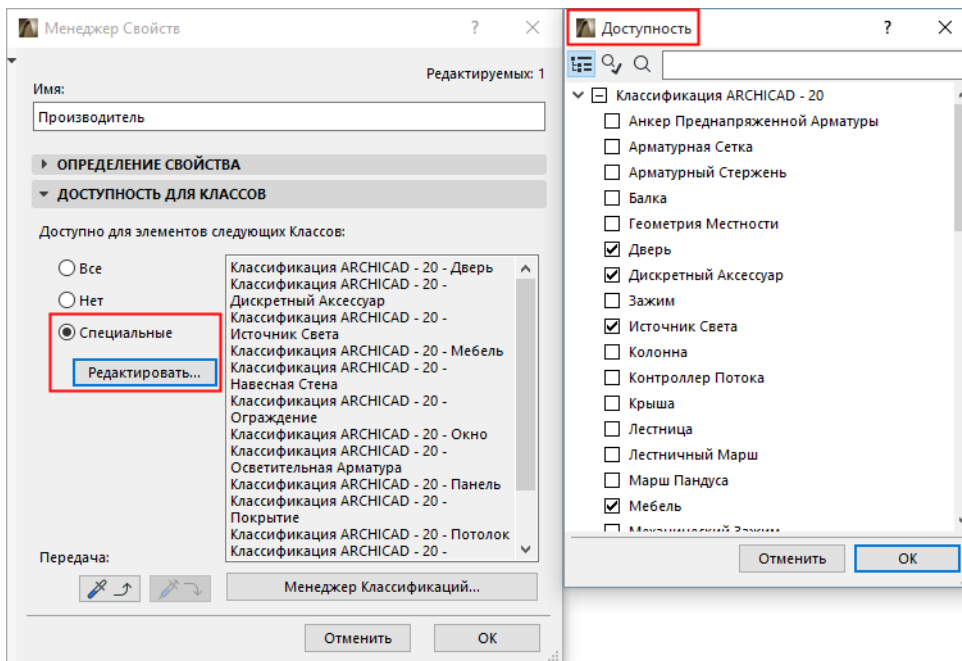 Менеджер Свойств
Редактируемых: 1
Имя:
Производитель
ОПРЕДЕЛЕНИЕ СВОЙСТВА
ДОСТУПНОСТЬ ДЛЯ КЛАССОВ
Доступно для элементов следующих Классов:
Все
Нет
Специальные
Редактировать...
Классификация ARCHICAD - 20 - Дверь
Классификация ARCHICAD - 20 -
Дискретный Аксессуар
Классификация ARCHICAD - 20 -
Источник Света
Классификация ARCHICAD - 20 - Мебель
Классификация ARCHICAD - 20 -
Навесная Стена
Классификация ARCHICAD - 20 -
Ограждение
Классификация ARCHICAD - 20 - Окно
Классификация ARCHICAD - 20 -
Осветительная Арматура
Классификация ARCHICAD - 20 - Панель
Классификация ARCHICAD - 20 -
Покрытие
Классификация ARCHICAD - 20 - Потолок
Классификация ARCHICAD - 20 -
Передача:
Менеджер Классификаций...
Отменить
ОК
Доступность
Классификация ARCHICAD - 20
Анкер Преднапряженной Арматуры
Арматурная Сетка
Арматурный Стержень
Балка
Геометрия Местности
Дверь
Дискретный Аксессуар
Зажим
Источник Света
Колонна
Контроллер Потока
Крыша
Лестница
Лестничный Марш
Марш Пандуса
Мебель
Механический Зажим
Отменить
ОК